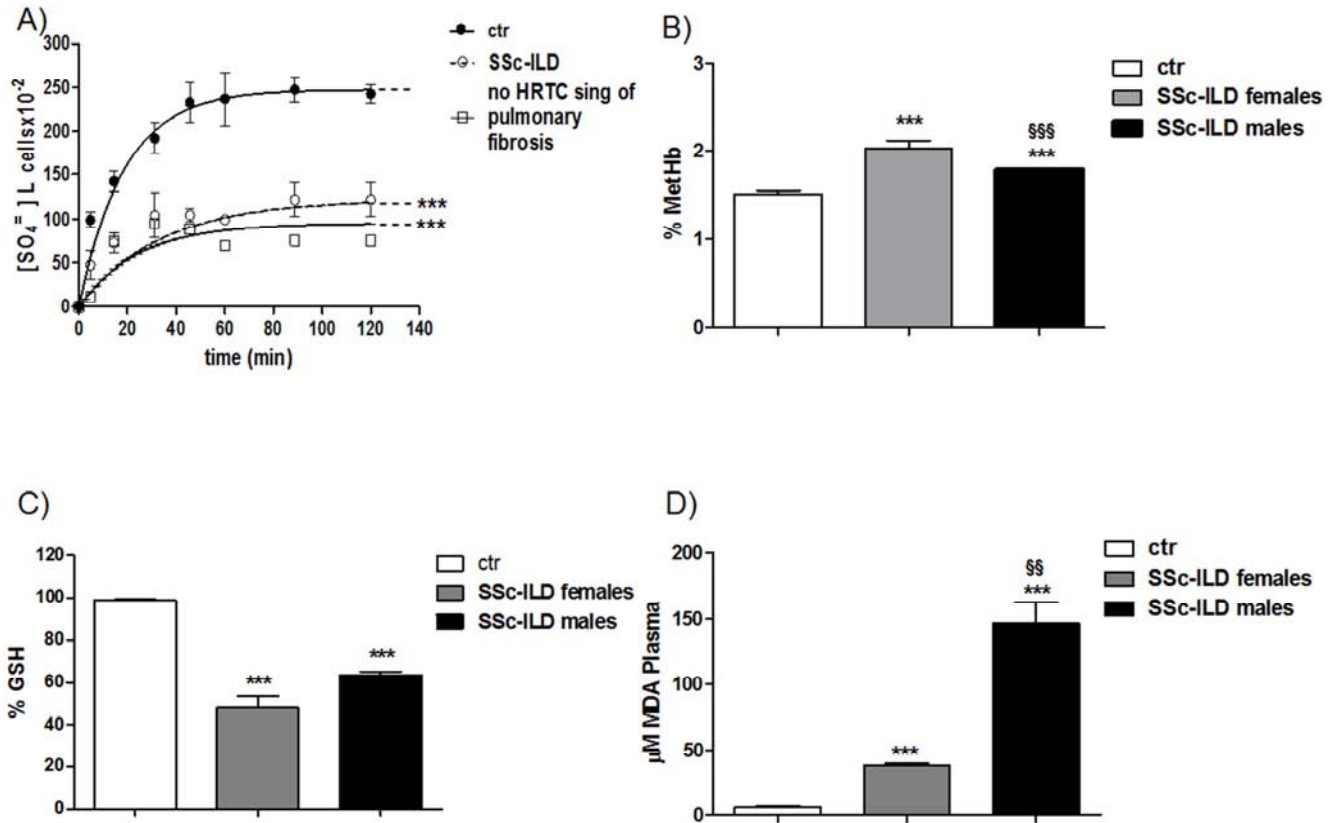 A)
[SO₄⁼] L cellsx10⁻²
300
250
200
150
100
50
0
0 20 40 60 80 100 120 140
time (min)
***
***
ctr
SSc-ILD
no HRTC sing of
pulmonary
fibrosis
B)
% MetHb
3
2
1
0
***
§§§
***
ctr
SSc-ILD females
SSc-ILD males
C)
% GSH
120
100
80
60
40
20
0
***
***
ctr
SSc-ILD females
SSc-ILD males
D)
µM MDA Plasma
200
150
100
50
0
***
§§
***
ctr
SSc-ILD females
SSc-ILD males